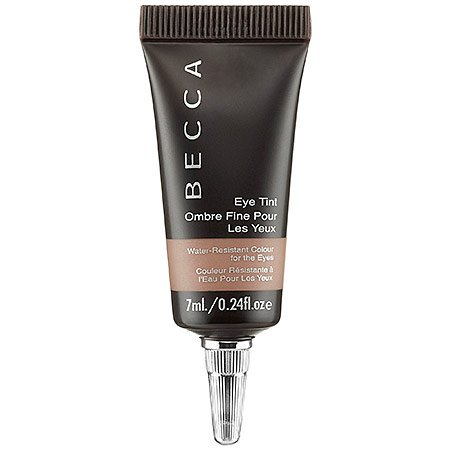 BECCA
Eye Tint
Ombre Fine Pour
Les Yeux
Water-Resistant Colour
for the Eyes
Couleur Résistante à
l'Eau Pour Les Yeux
7ml./0.24fl.oze